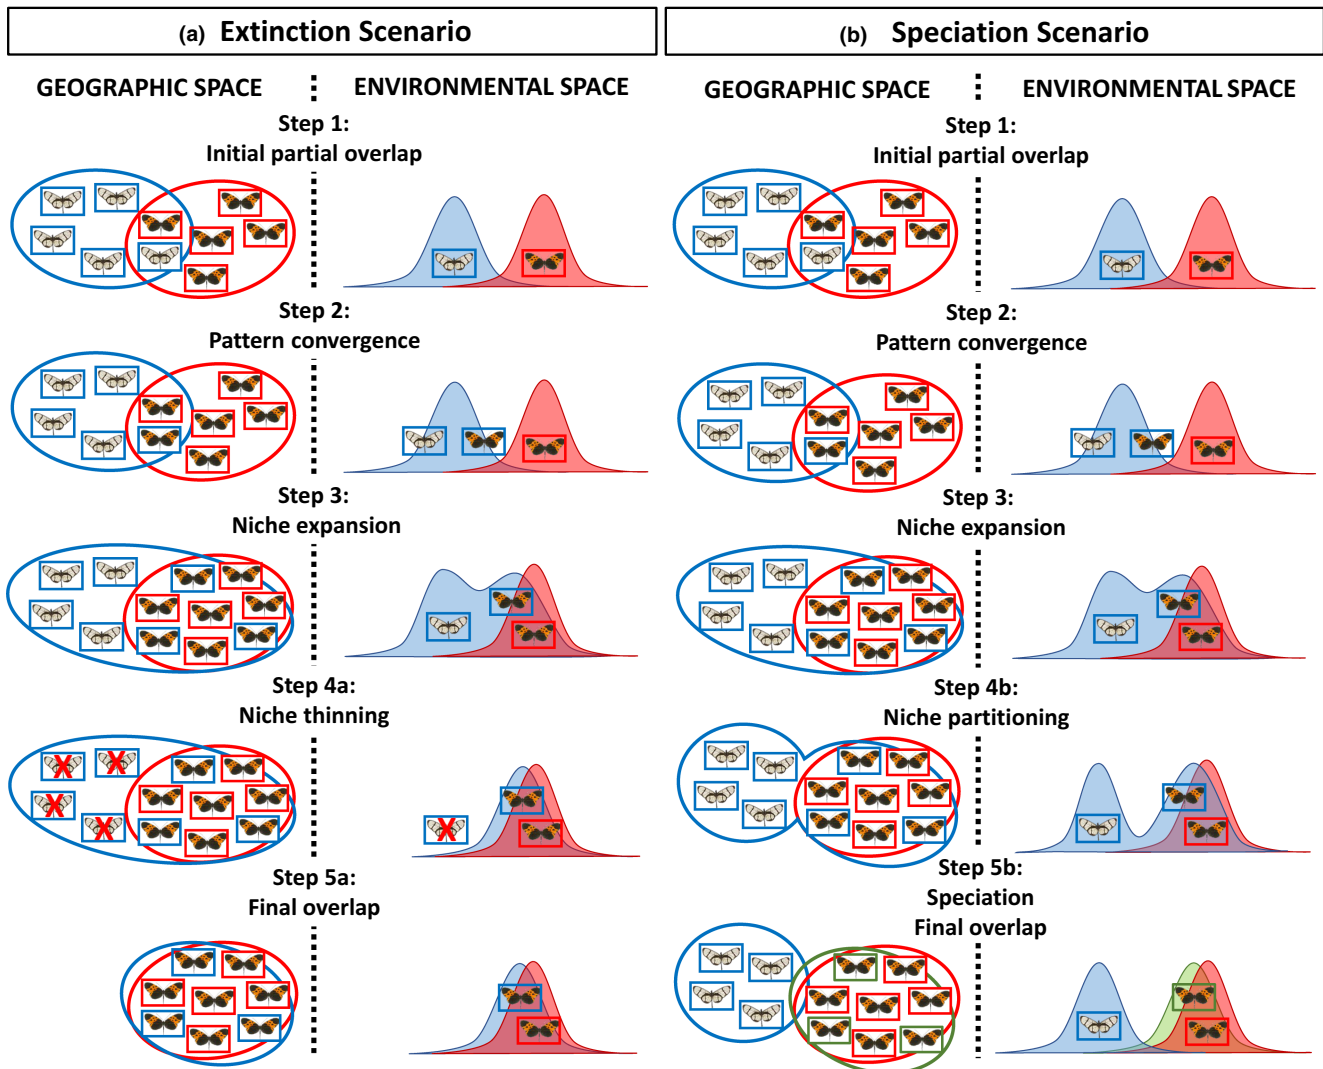 (a) Extinction Scenario
GEOGRAPHIC SPACE
ENVIRONMENTAL SPACE
Step 1:
Initial partial overlap
Step 2:
Pattern convergence
Step 3:
Niche expansion
Step 4a:
Niche thinning
X
X
X
X
X
Step 5a:
Final overlap
(b) Speciation Scenario
GEOGRAPHIC SPACE
ENVIRONMENTAL SPACE
Step 1:
Initial partial overlap
Step 2:
Pattern convergence
Step 3:
Niche expansion
Step 4b:
Niche partitioning
Step 5b:
Speciation
Final overlap